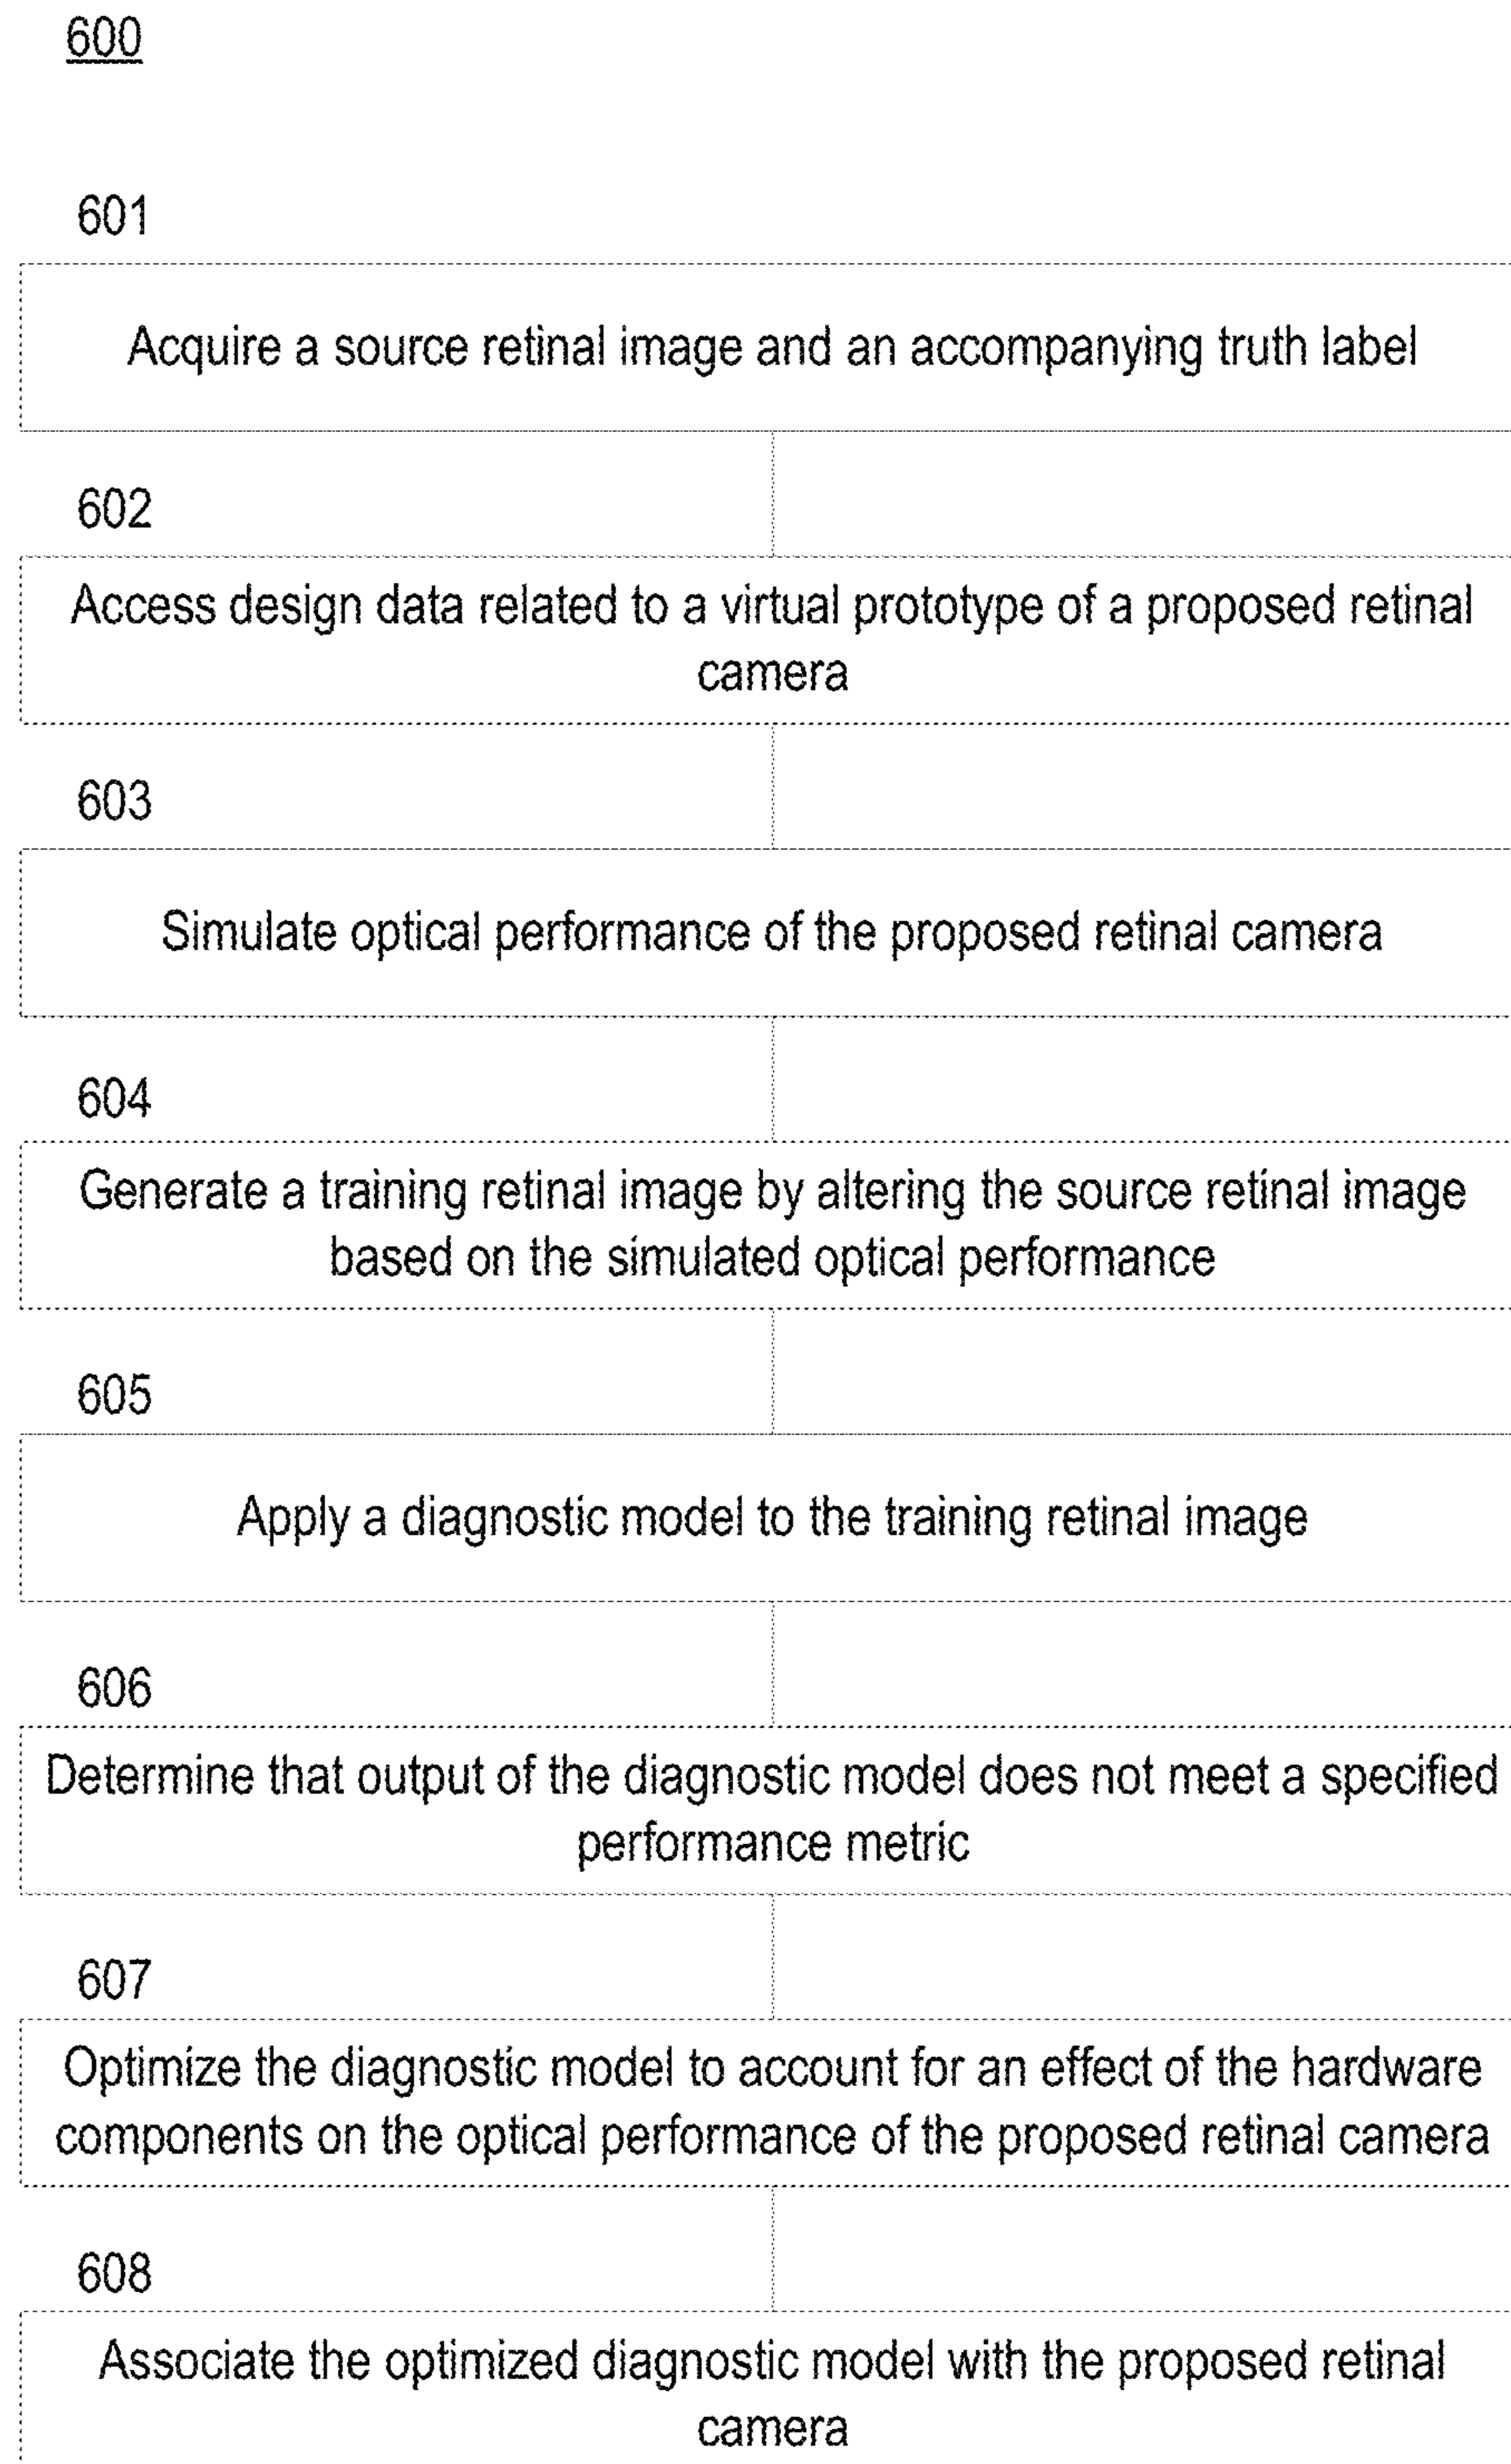 600
601
Acquire a source retinal image and an accompanying truth label
602
Access design data related to a virtual prototype of a proposed retinal
camera
603
Simulate optical performance of the proposed retinal camera
604
Generate a training retinal image by altering the source retinal image
based on the simulated optical performance
605
Apply a diagnostic model to the training retinal image
606
Determine that output of the diagnostic model does not meet a specified
performance metric
607
Optimize the diagnostic model to account for an effect of the hardware
components on the optical performance of the proposed retinal camera
608
Associate the optimized diagnostic model with the proposed retinal
camera